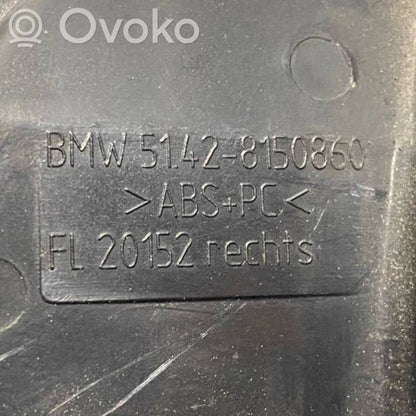 Ovoko
BMW 51.42-8150860
>ABS+PC<
FL 20152 rechts